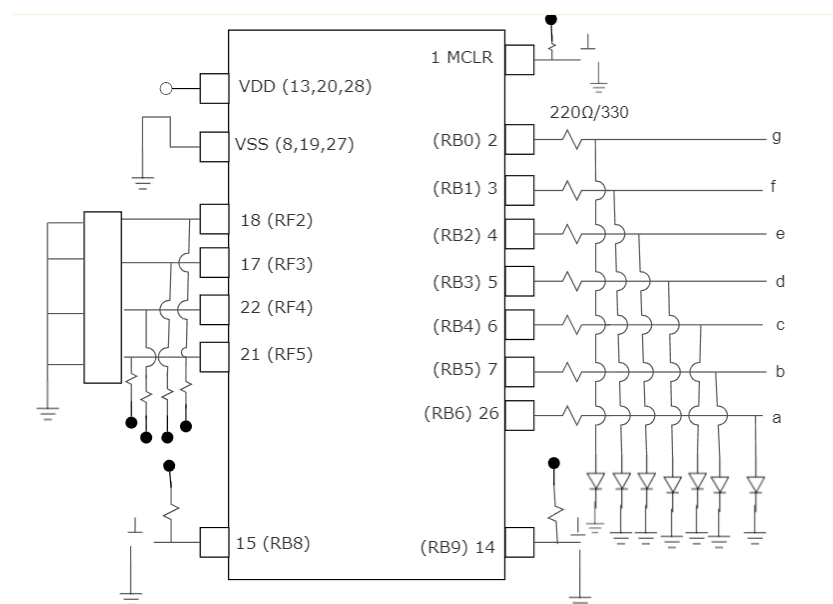 1 MCLR
VDD (13,20,28)
220Ω/330
VSS (8,19,27)
(RB0) 2
g
(RB1) 3
f
18 (RF2)
(RB2) 4
e
17 (RF3)
(RB3) 5
d
22 (RF4)
(RB4) 6
c
21 (RF5)
(RB5) 7
b
(RB6) 26
a
15 (RB8)
(RB9) 14